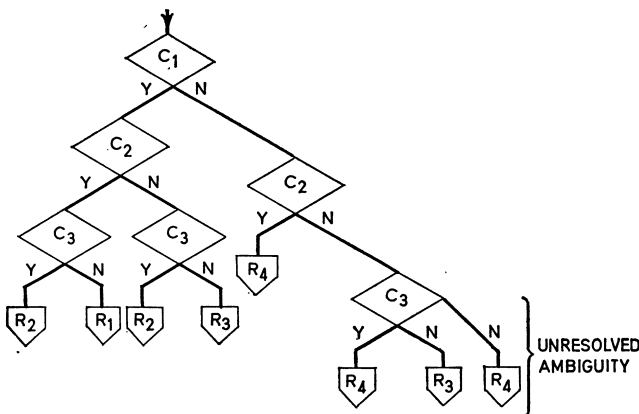 C1
Y N
C2
C2
Y N
Y N
C3 C3
R4
Y N Y N
C3
R2 R1 R2 R3
Y N N
UNRESOLVED
AMBIGUITY
R4 R3 R4